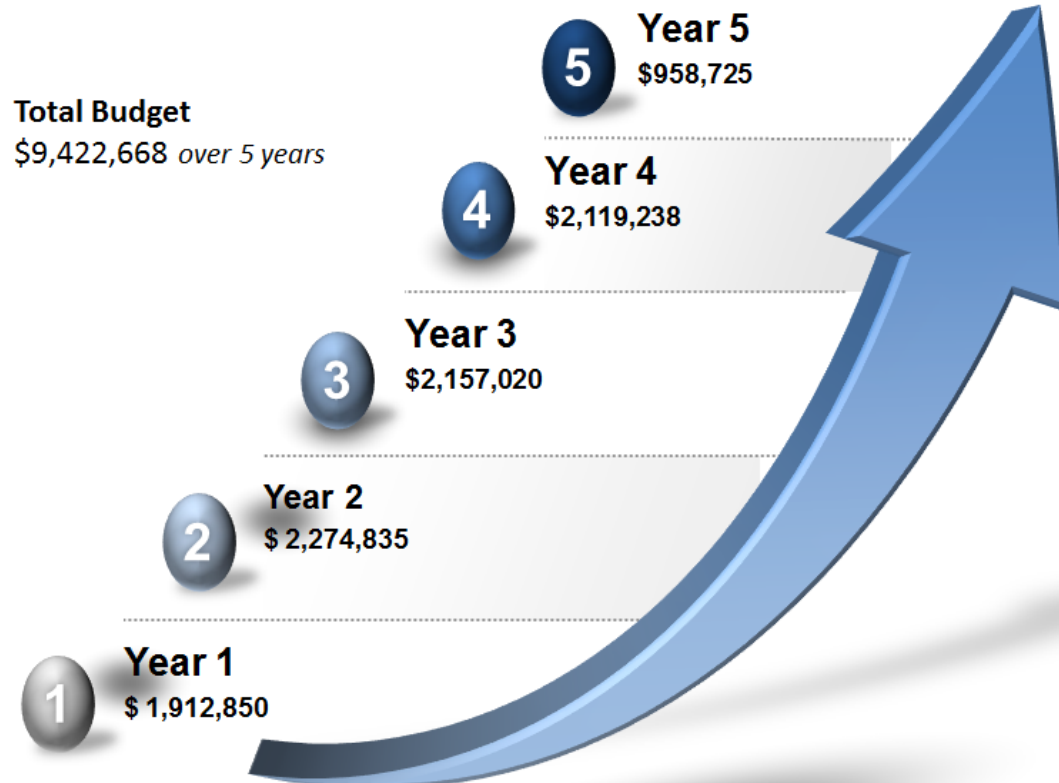 Total Budget
$9,422,668 over 5 years
5
Year 5
$958,725
4
Year 4
$2,119,238
3
Year 3
$2,157,020
2
Year 2
$ 2,274,835
1
Year 1
$ 1,912,850